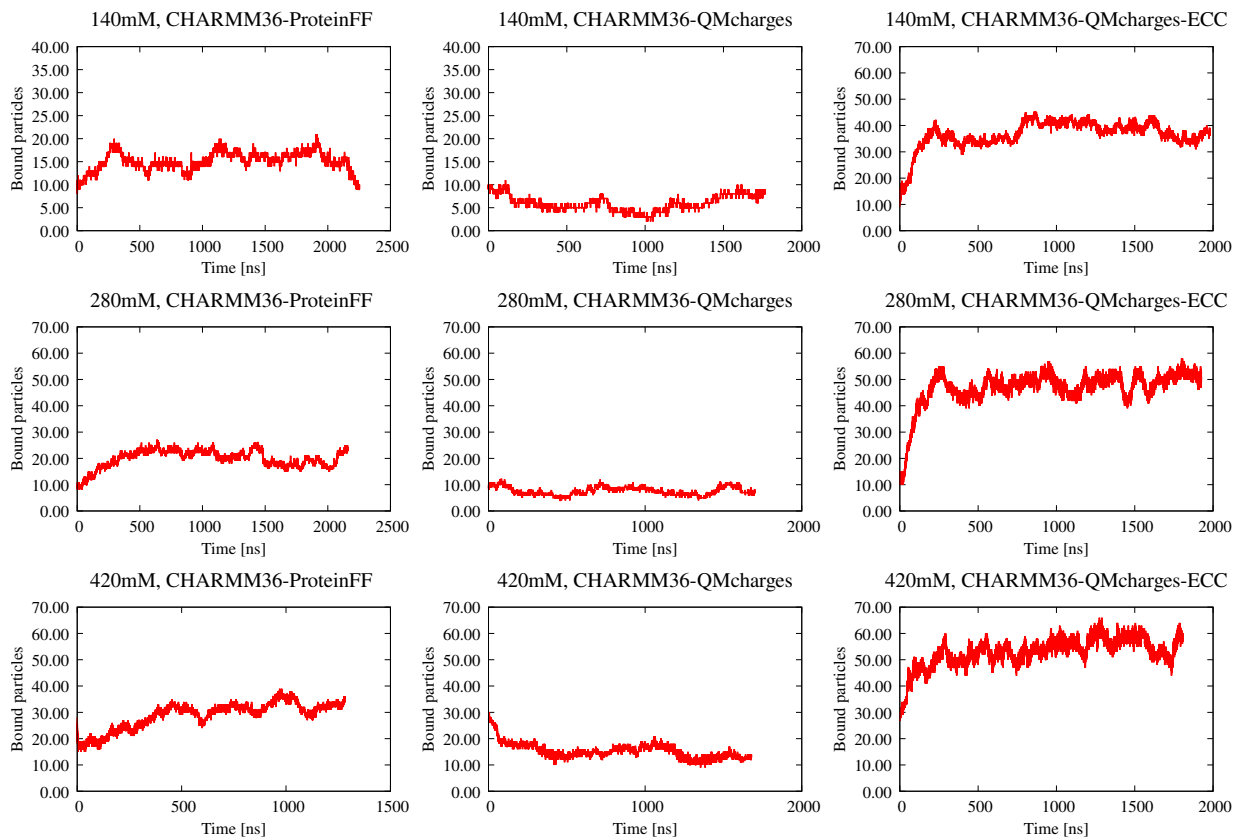 140mM, CHARMM36-ProteinFF
40.00
35.00
30.00
25.00
20.00
15.00
10.00
5.00
0.00
Bound particles
0 500 1000 1500 2000 2500
Time [ns]
140mM, CHARMM36-QMcharges
40.00
35.00
30.00
25.00
20.00
15.00
10.00
5.00
0.00
Bound particles
0 500 1000 1500 2000
Time [ns]
140mM, CHARMM36-QMcharges-ECC
70.00
60.00
50.00
40.00
30.00
20.00
10.00
0.00
Bound particles
0 500 1000 1500 2000
Time [ns]
280mM, CHARMM36-ProteinFF
70.00
60.00
50.00
40.00
30.00
20.00
10.00
0.00
Bound particles
0 500 1000 1500 2000 2500
Time [ns]
280mM, CHARMM36-QMcharges
70.00
60.00
50.00
40.00
30.00
20.00
10.00
0.00
Bound particles
0 1000 2000
Time [ns]
280mM, CHARMM36-QMcharges-ECC
70.00
60.00
50.00
40.00
30.00
20.00
10.00
0.00
Bound particles
0 500 1000 1500 2000
Time [ns]
420mM, CHARMM36-ProteinFF
70.00
60.00
50.00
40.00
30.00
20.00
10.00
0.00
Bound particles
0 500 1000 1500
Time [ns]
420mM, CHARMM36-QMcharges
70.00
60.00
50.00
40.00
30.00
20.00
10.00
0.00
Bound particles
0 1000 2000
Time [ns]
420mM, CHARMM36-QMcharges-ECC
70.00
60.00
50.00
40.00
30.00
20.00
10.00
0.00
Bound particles
0 500 1000 1500 2000
Time [ns]